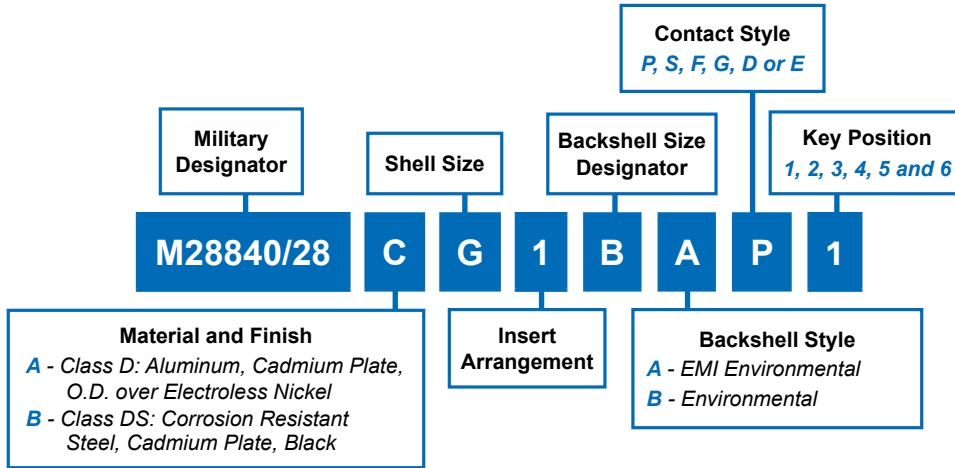 Contact Style
P, S, F, G, D or E
Military
Designator
Shell Size
Backshell Size
Designator
Key Position
1, 2, 3, 4, 5 and 6
M28840/28 C G 1 B A P 1
Material and Finish
A - Class D: Aluminum, Cadmium Plate,
O.D. over Electroless Nickel
B - Class DS: Corrosion Resistant
Steel, Cadmium Plate, Black
Insert
Arrangement
Backshell Style
A - EMI Environmental
B - Environmental